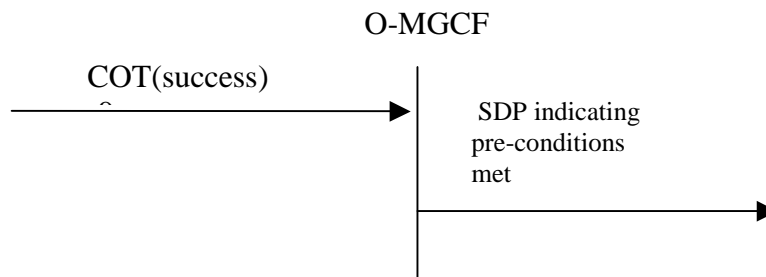 O-MGCF
COT(success)
SDP indicating
pre-conditions
met